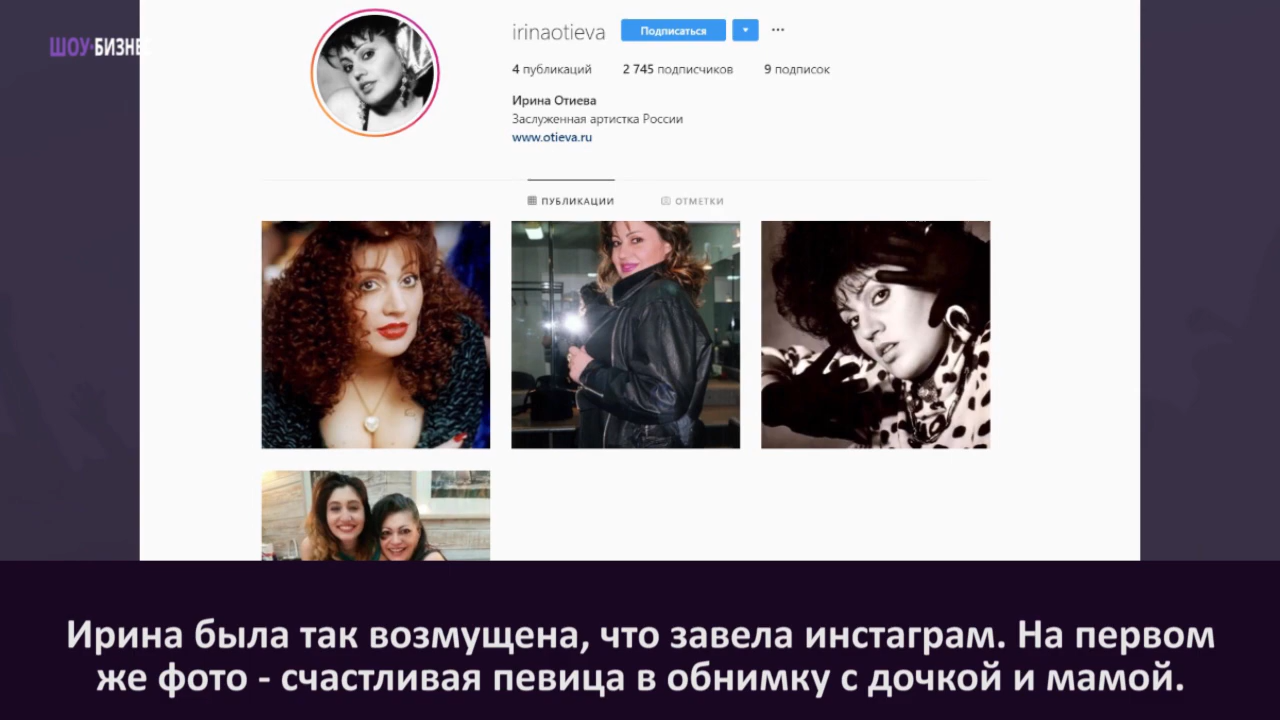 ШОУ-БИЗНЕС
irinaotieva
Подписаться
4 публикаций 2 745 подписчиков 9 подписок
Ирина Отиева
Заслуженная артистка России
www.otieva.ru
ПУБЛИКАЦИИ ОТМЕТКИ
Ирина была так возмущена, что завела инстаграм. На первом
же фото - счастливая певица в обнимку с дочкой и мамой.